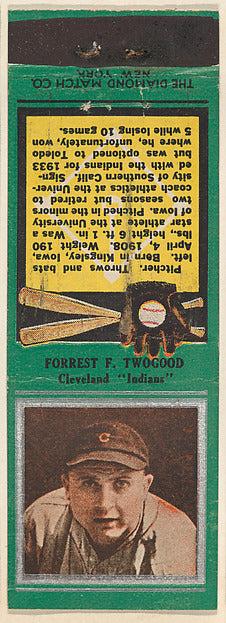 FORREST F. TWOGOOD
Cleveland "Indians"
C
Pitcher. Throws and bats
left. Born in Kingsley, Iowa,
April 4, 1908. Weight 190
lbs., height 6 ft. 1 in. Was a
star athlete at the University
of Iowa. Pitched in the minors
two seasons but retired to
coach athletics at the Univer-
sity of Southern Calif. Sign-
ed with the Indians for 1933
but was optioned to Toledo
where he, unfortunately, won
5 while losing 10 games.
THE DIAMOND MATCH CO.
NEW YORK